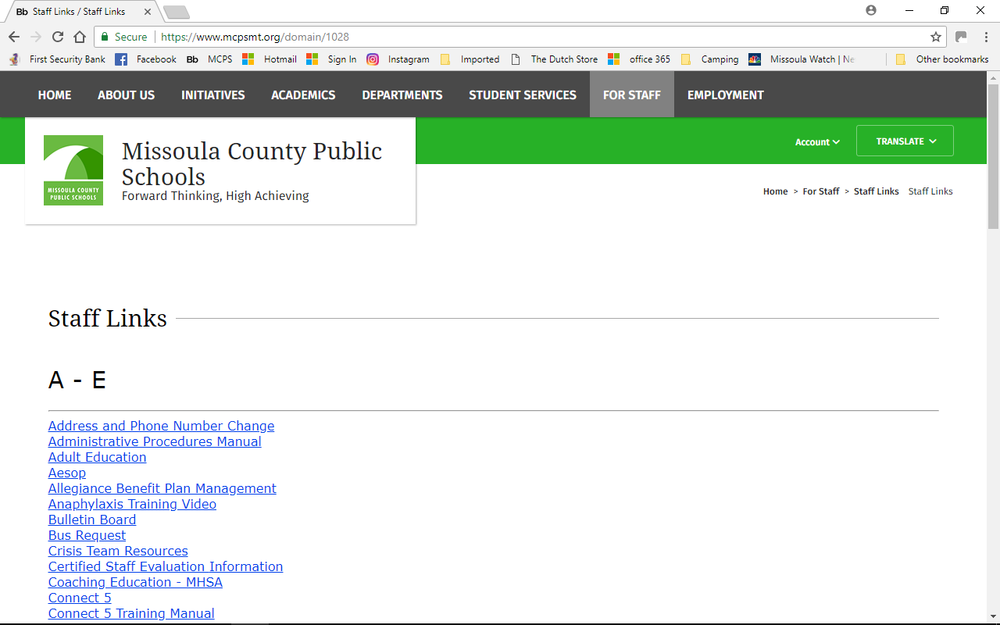 Bb Staff Links / Staff Links
Secure https://www.mcpsmt.org/domain/1028
First Security Bank Facebook Bb MCPS Hotmail Sign In Instagram Imported The Dutch Store office 365 Camping Missoula Watch | Ne Other bookmarks
HOME ABOUT US INITIATIVES ACADEMICS DEPARTMENTS STUDENT SERVICES FOR STAFF EMPLOYMENT
Account TRANSLATE
MISSOULA COUNTY
PUBLIC SCHOOLS
Missoula County Public
Schools
Forward Thinking, High Achieving
Home > For Staff > Staff Links Staff Links
Staff Links
A - E
Address and Phone Number Change
Administrative Procedures Manual
Adult Education
Aesop
Allegiance Benefit Plan Management
Anaphylaxis Training Video
Bulletin Board
Bus Request
Crisis Team Resources
Certified Staff Evaluation Information
Coaching Education - MHSA
Connect 5
Connect 5 Training Manual